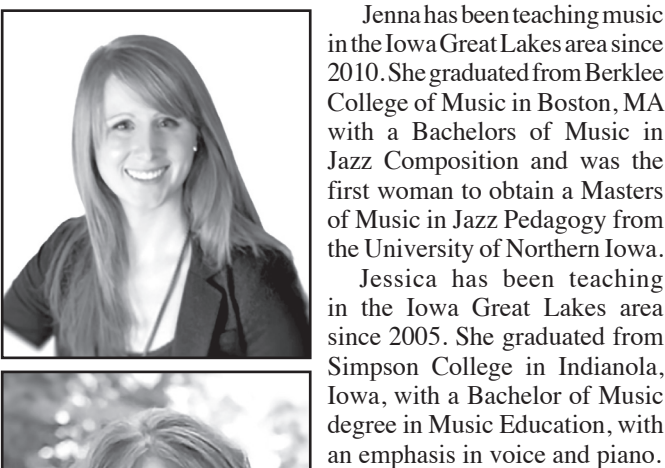 Jenna has been teaching music
in the Iowa Great Lakes area since
2010. She graduated from Berklee
College of Music in Boston, MA
with a Bachelors of Music in
Jazz Composition and was the
first woman to obtain a Masters
of Music in Jazz Pedagogy from
the University of Northern Iowa.
Jessica has been teaching
in the Iowa Great Lakes area
since 2005. She graduated from
Simpson College in Indianola,
Iowa, with a Bachelor of Music
degree in Music Education, with
an emphasis in voice and piano.